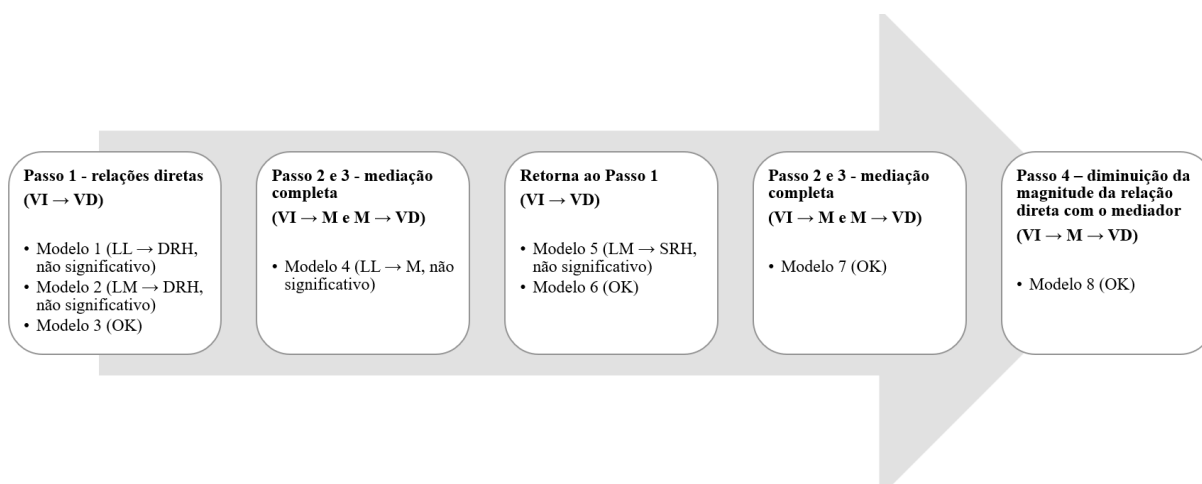 Passo 1 - relações diretas
(VI → VD)
• Modelo 1 (LL → DRH,
não significativo)
• Modelo 2 (LM → DRH,
não significativo)
• Modelo 3 (OK)
Passo 2 e 3 - mediação
completa
(VI → M e M → VD)
• Modelo 4 (LL → M, não
significativo)
Retorna ao Passo 1
(VI → VD)
• Modelo 5 (LM → SRH,
não significativo)
• Modelo 6 (OK)
Passo 2 e 3 - mediação
completa
(VI → M e M → VD)
• Modelo 7 (OK)
Passo 4 – diminuição da
magnitude da relação
direta com o mediador
(VI → M → VD)
• Modelo 8 (OK)